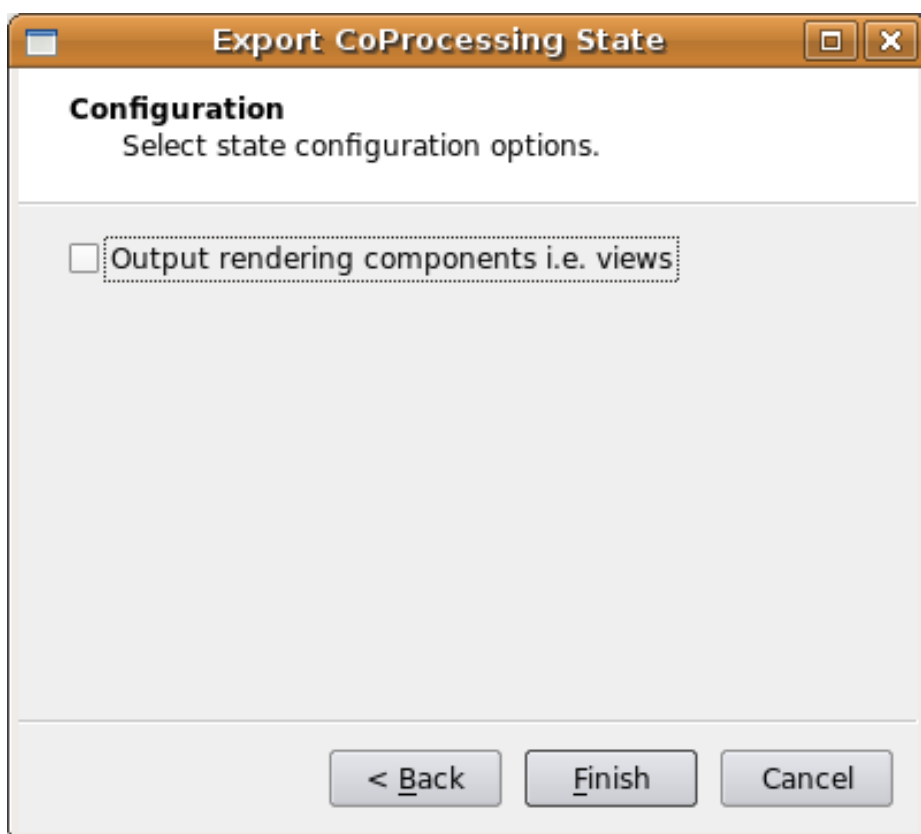 Export CoProcessing State
Configuration
Select state configuration options.
Output rendering components i.e. views
< Back
Finish
Cancel